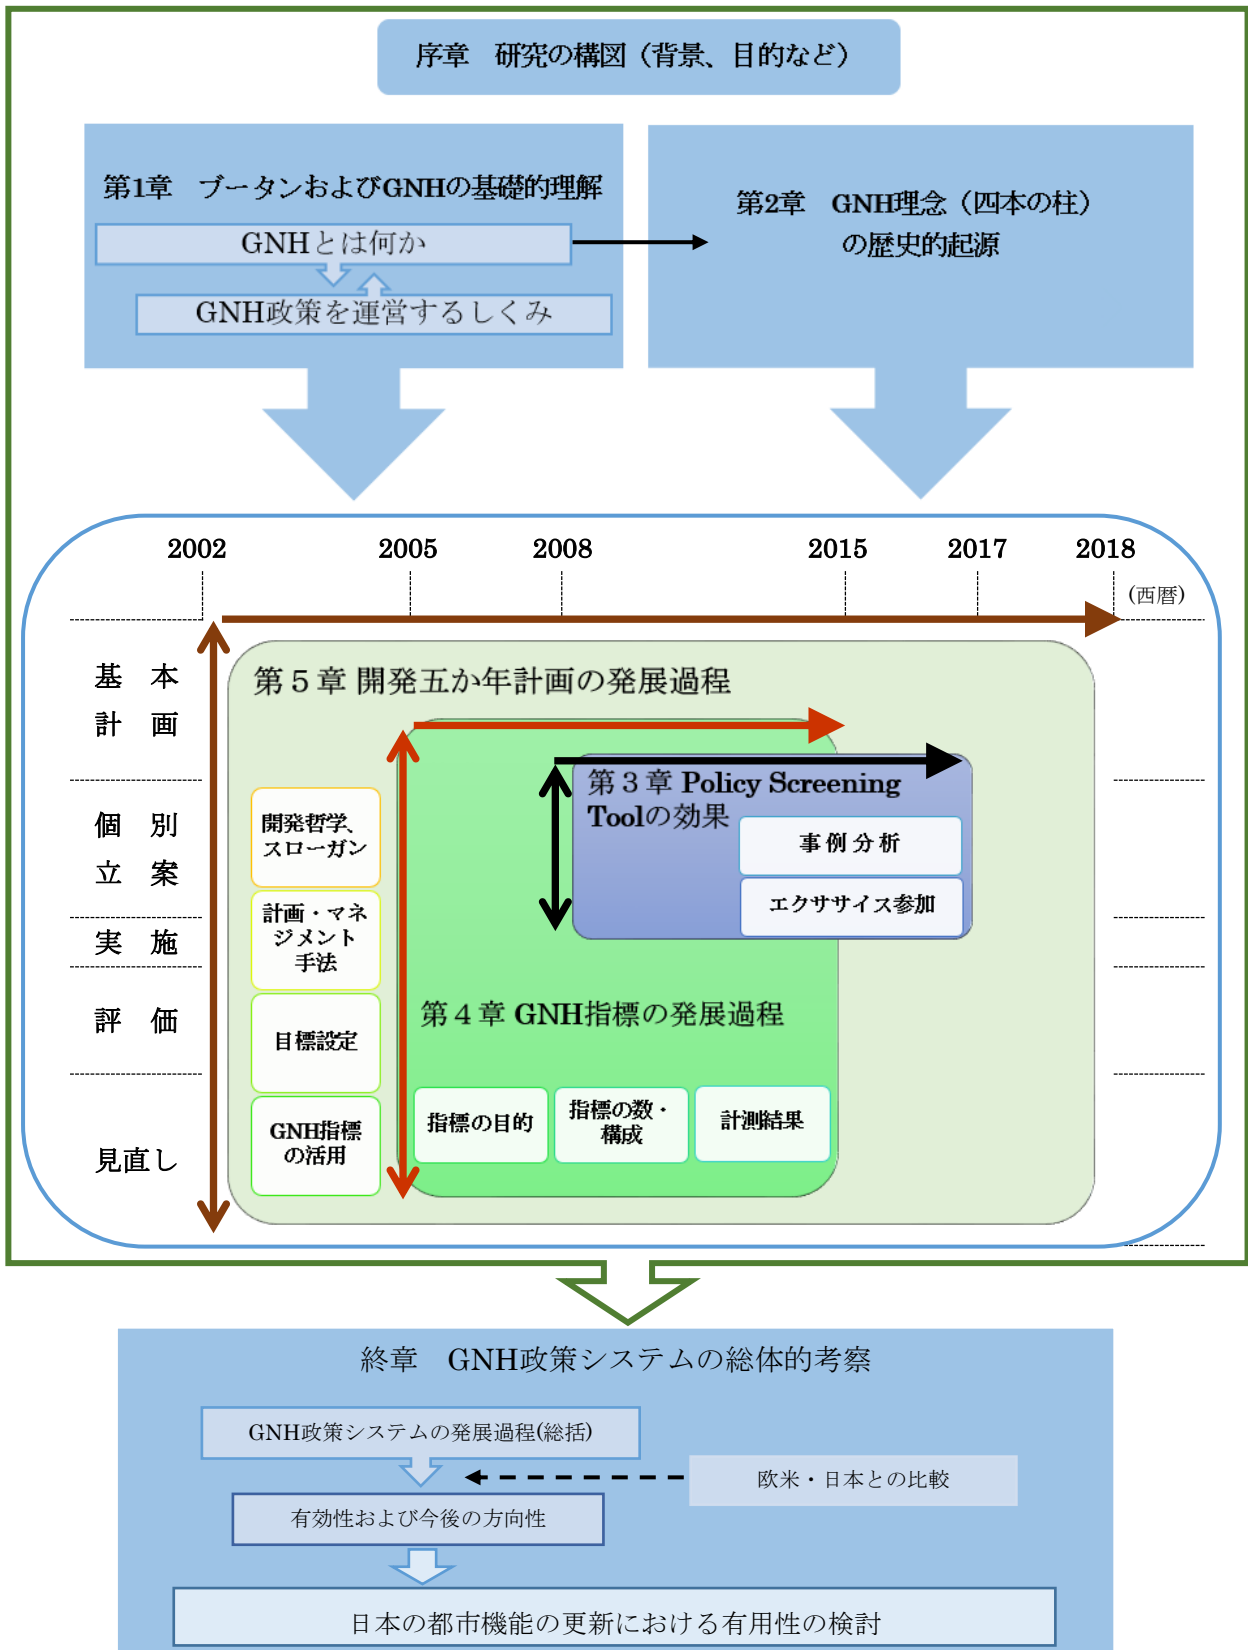 序章　研究の構図（背景、目的など）
第1章　ブータンおよびGNHの基礎的理解
GNHとは何か
GNH政策を運営するしくみ
第2章　GNH理念（四本の柱）
の歴史的起源
2002 2005 2008 2015 2017 2018
(西暦)
基　本
計　画
個　別
立　案
実　施
評　価
見直し
第５章 開発五か年計画の発展過程
開発哲学、
スローガン
計画・マネ
ジメント
手法
目標設定
GNH指標
の活用
第３章 Policy Screening
Toolの効果
事例分析
エクササイス参加
第４章 GNH指標の発展過程
指標の目的
指標の数・
構成
計測結果
終章　GNH政策システムの総体的考察
GNH政策システムの発展過程(総括)
欧米・日本との比較
有効性および今後の方向性
日本の都市機能の更新における有用性の検討